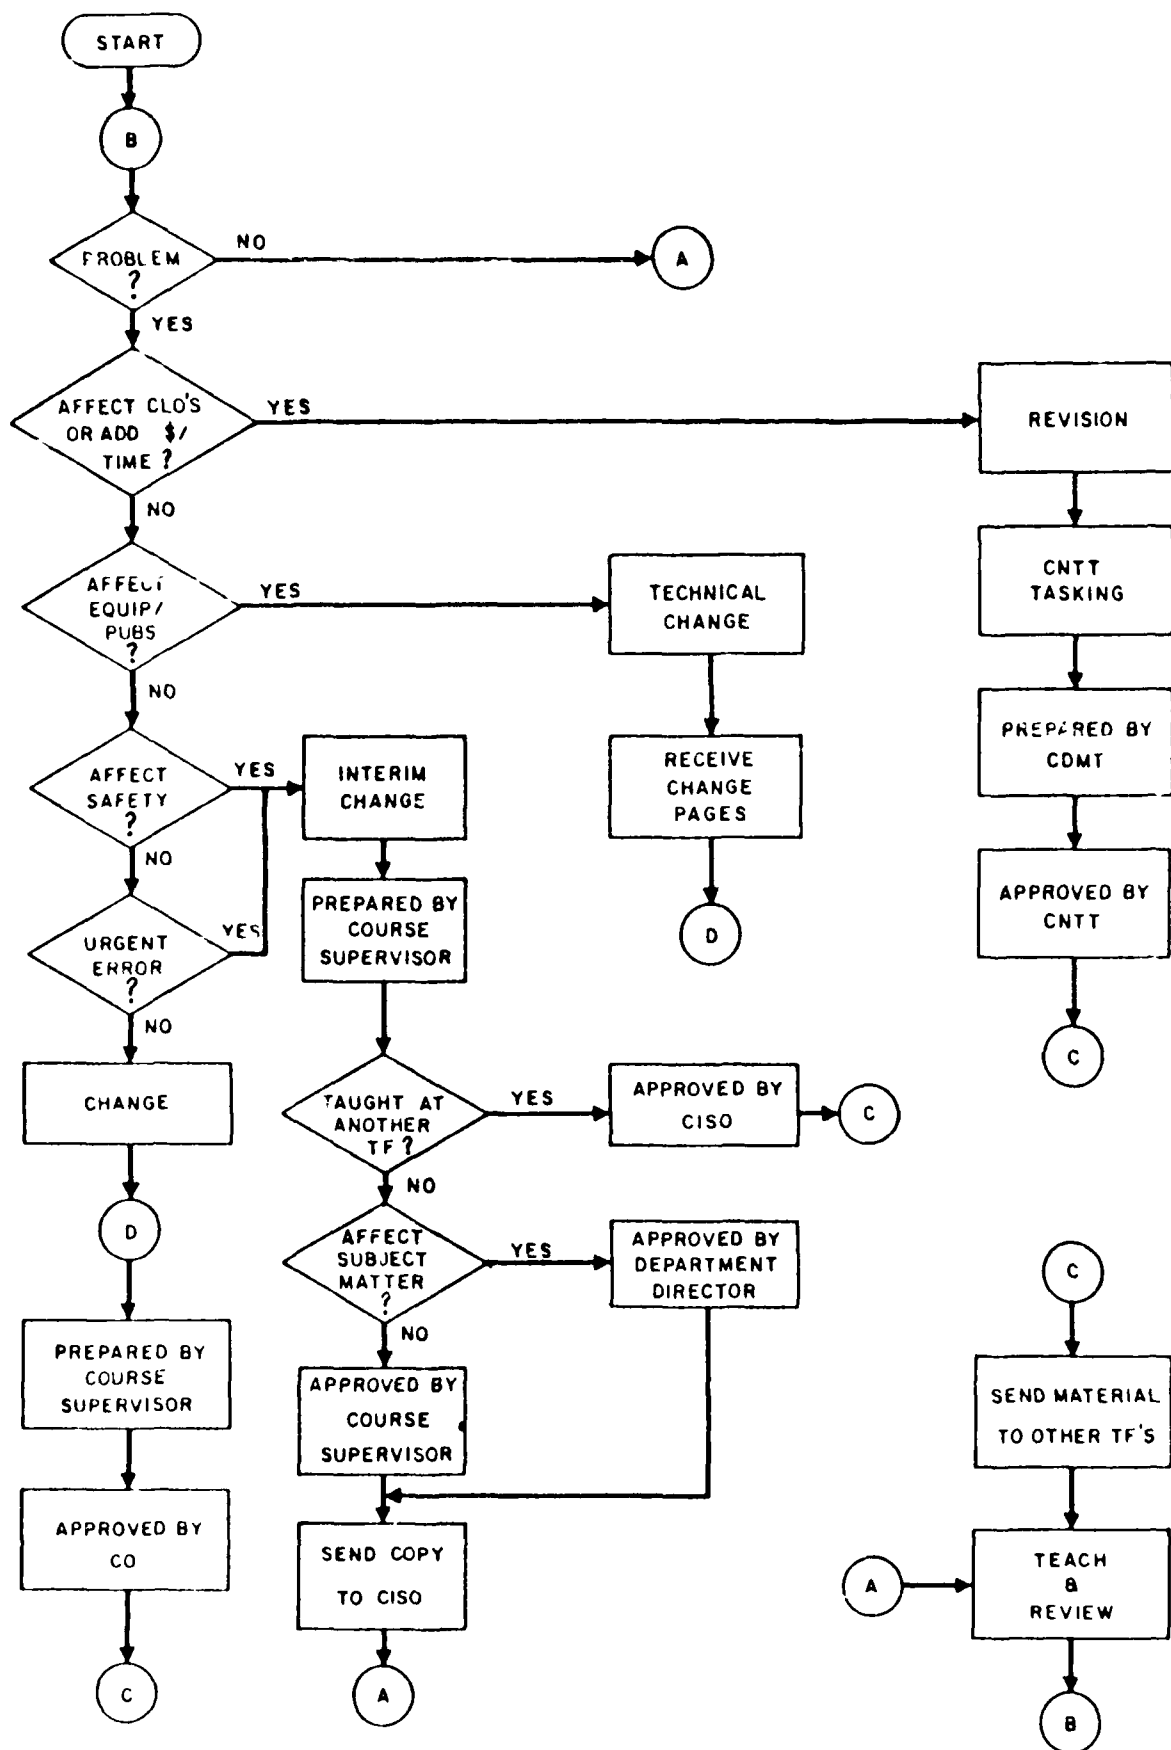 START
B
PROBLEM
?
NO
A
YES
AFFECT CLO'S
OR ADD $/
TIME ?
YES
REVISION
NO
CNTT
TASKING
AFFECT
EQUIP/
PUBS
?
YES
TECHNICAL
CHANGE
NO
PREPARED BY
CDMT
AFFECT
SAFETY
?
YES
INTERIM
CHANGE
RECEIVE
CHANGE
PAGES
NO
APPROVED BY
CNTT
PREPARED BY
COURSE
SUPERVISOR
URGENT
ERROR
?
YES
D
NO
C
CHANGE
TAUGHT AT
ANOTHER
TF ?
YES
APPROVED BY
CISO
C
NO
D
AFFECT
SUBJECT
MATTER
?
YES
APPROVED BY
DEPARTMENT
DIRECTOR
C
NO
PREPARED BY
COURSE
SUPERVISOR
APPROVED BY
COURSE
SUPERVISOR
SEND MATERIAL
TO OTHER TF'S
APPROVED BY
CO
SEND COPY
TO CISO
A
TEACH
&
REVIEW
C
A
B